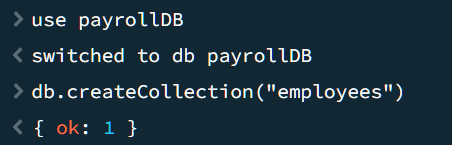 > use payrollDB
< switched to db payrollDB
> db.createCollection("employees")
< { ok: 1 }